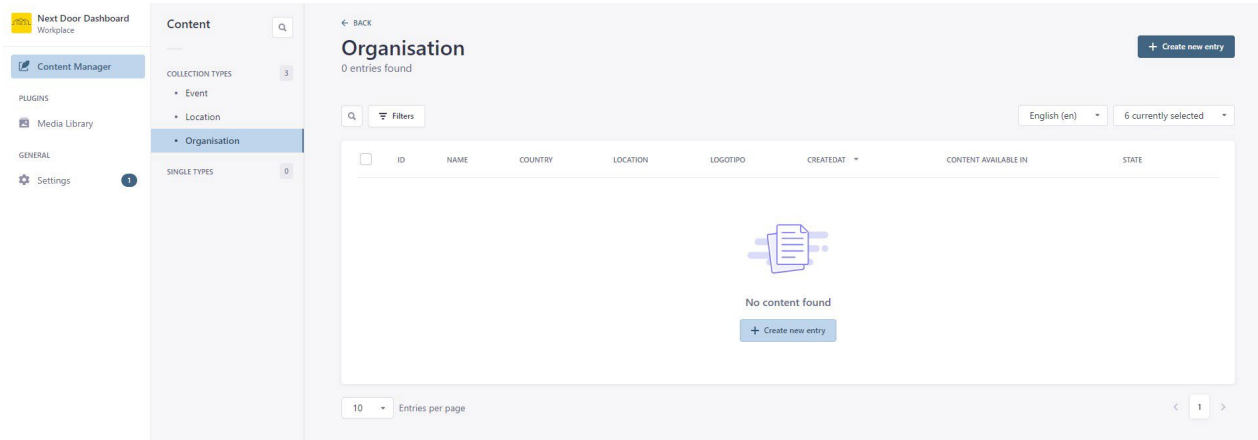 Next Door Dashboard
Workplace
Content Manager
PLUGINS
Media Library
GENERAL
Settings
1
Content
COLLECTION TYPES
3
Event
Location
Organisation
SINGLE TYPES
0
BACK
Organisation
0 entries found
+ Create new entry
Filters
English (en)
6 currently selected
ID NAME COUNTRY LOCATION LOGOTIPO CREATEDAT CONTENT AVAILABLE IN STATE
No content found
+ Create new entry
10 Entries per page
< 1 >